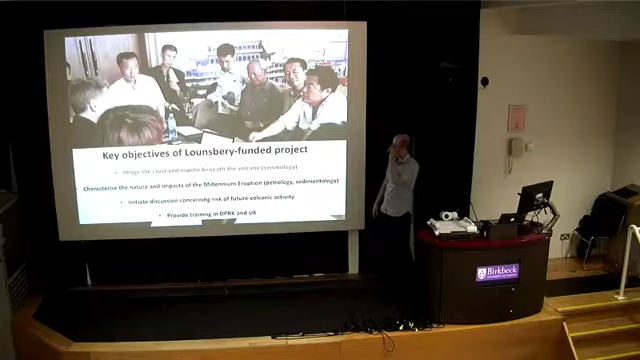 Key objectives of Lounsbery-funded project
• Image the crust and mantle beneath the volcano (seismology)
Characterise the nature and impacts of the Millennium Eruption (petrology, sedimentology)
• Initiate discussion concerning risk of future volcanic activity
• Provide training in DPRK and UK
Birkbeck